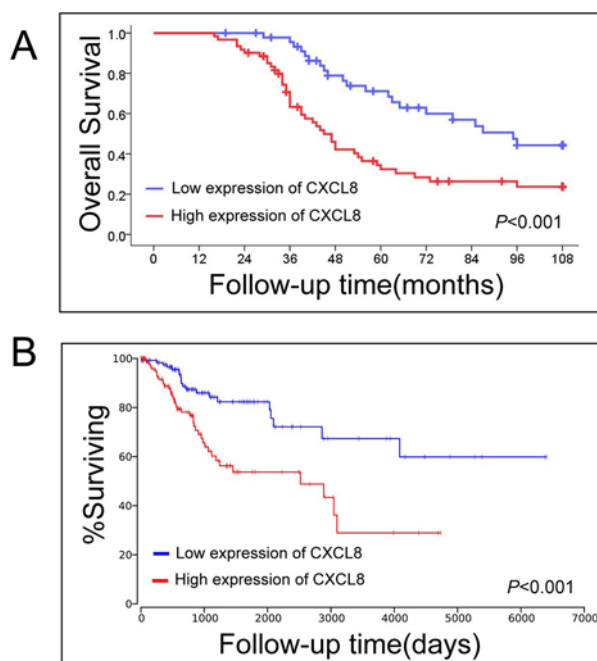 A
Overall Survival
1.0
0.8
0.6
0.4
0.2
0.0
Low expression of CXCL8
High expression of CXCL8
P<0.001
0 12 24 36 48 60 72 84 96 108
Follow-up time(months)
B
%Surviving
100
80
60
40
20
0
Low expression of CXCL8
High expression of CXCL8
P<0.001
0 1000 2000 3000 4000 5000 6000 7000
Follow-up time(days)